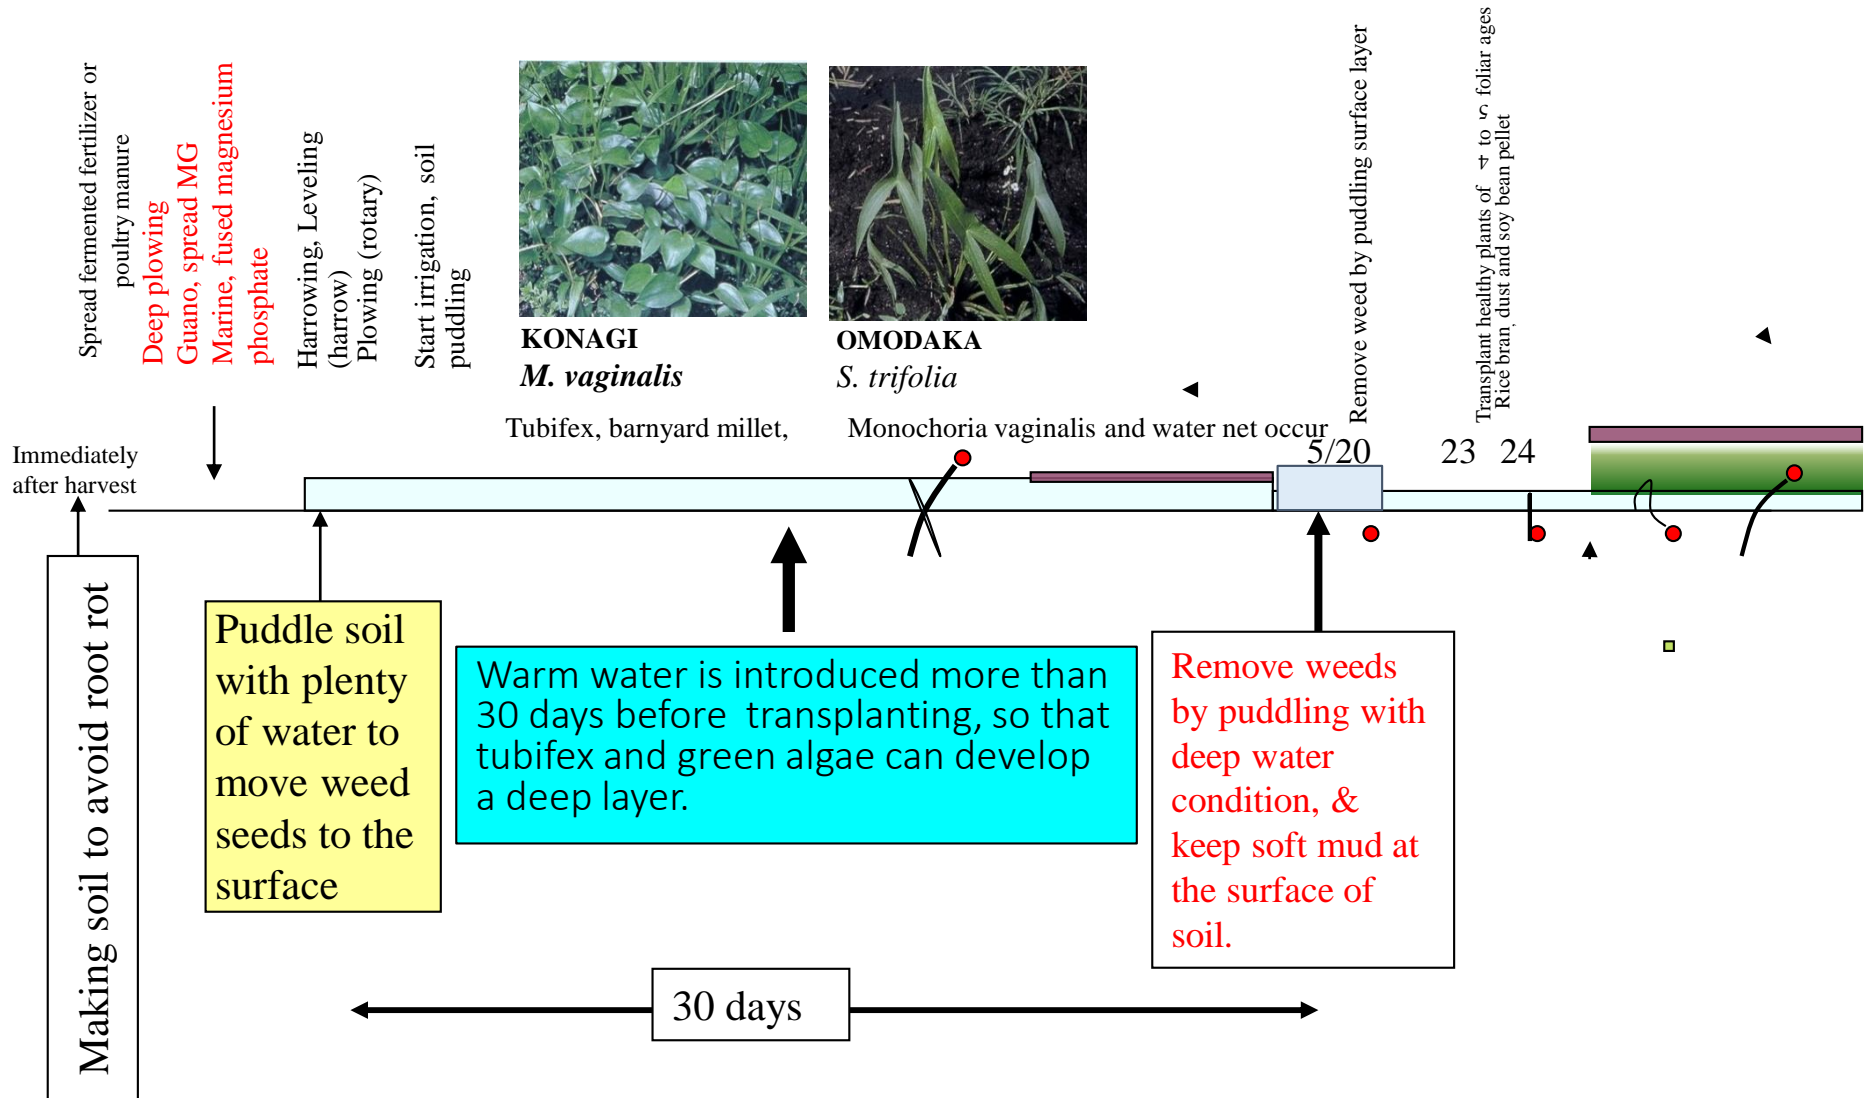 Spread fermented fertilizer or
poultry manure
Deep plowing
Guano, spread MG
Marine, fused magnesium
phosphate
Harrowing, Leveling
(harrow)
Plowing (rotary)
Start irrigation, soil
puddling
KONAGI
M. vaginalis
OMODAKA
S. trifolia
Remove weed by pudding surface layer
Transplant healthy plants of 4 to 5 foliar ages
Rice bran, dust and soy bean pellet
Tubifex, barnyard millet,
Monochoria vaginalis and water net occur
5/20
23
24
Immediately
after harvest
Making soil to avoid root rot
Puddle soil
with plenty
of water to
move weed
seeds to the
surface
Warm water is introduced more than
30 days before transplanting, so that
tubifex and green algae can develop
a deep layer.
Remove weeds
by puddling with
deep water
condition, &
keep soft mud at
the surface of
soil.
30 days